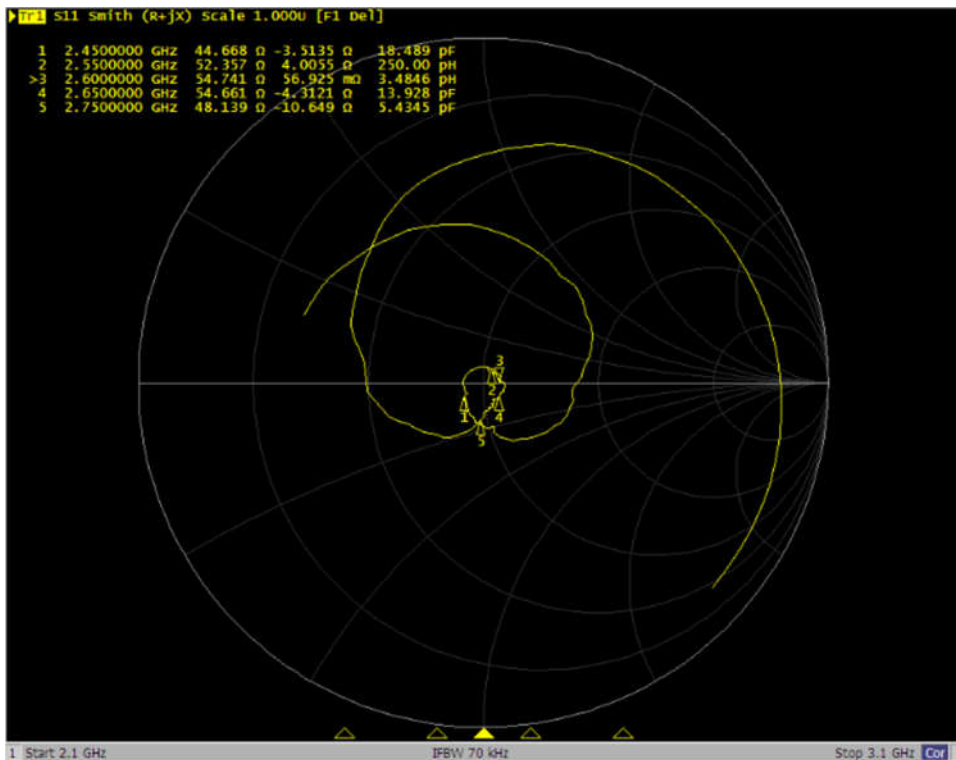 Tr1 S11 Smith (R+jX) Scale 1.000U [F1 Del]
1 2.4500000 GHz 44.668 Ω -3.5135 Ω 18.489 pF
2 2.5500000 GHz 52.357 Ω 4.0055 Ω 250.00 pH
>3 2.6000000 GHz 54.741 Ω 56.925 mΩ 3.4846 pH
4 2.6500000 GHz 54.661 Ω -4.3121 Ω 13.928 pF
5 2.7500000 GHz 48.139 Ω -10.649 Ω 5.4345 pF
3
2
1
4
5
1 Start 2.1 GHz IFBW 70 kHz Stop 3.1 GHz Cor